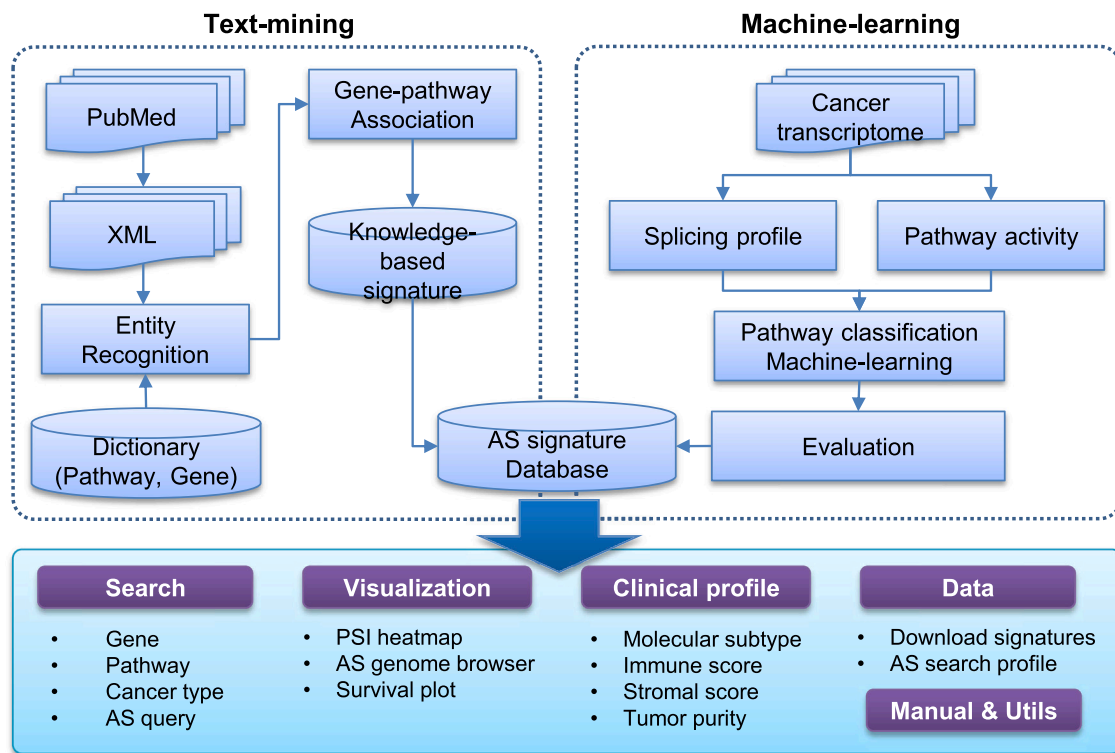 Text-mining
PubMed
XML
Entity
Recognition
Dictionary
(Pathway, Gene)
Gene-pathway
Association
Knowledge-
based
signature
Machine-learning
Cancer
transcriptome
Splicing profile
Pathway activity
Pathway classification
Machine-learning
Evaluation
AS signature
Database
Search
• Gene
• Pathway
• Cancer type
• AS query
Visualization
• PSI heatmap
• AS genome browser
• Survival plot
Clinical profile
• Molecular subtype
• Immune score
• Stromal score
• Tumor purity
Data
• Download signatures
• AS search profile
Manual & Utils